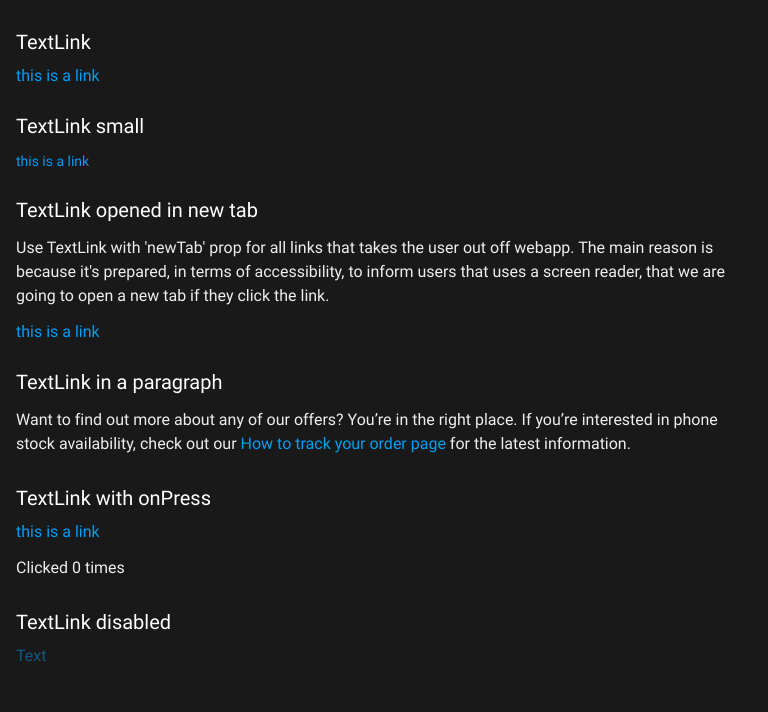 TextLink
this is a link
TextLink small
this is a link
TextLink opened in new tab
Use TextLink with 'newTab' prop for all links that takes the user out off webapp. The main reason is
because it's prepared, in terms of accessibility, to inform users that uses a screen reader, that we are
going to open a new tab if they click the link.
this is a link
TextLink in a paragraph
Want to find out more about any of our offers? You’re in the right place. If you’re interested in phone
stock availability, check out our How to track your order page for the latest information.
TextLink with onPress
this is a link
Clicked 0 times
TextLink disabled
Text